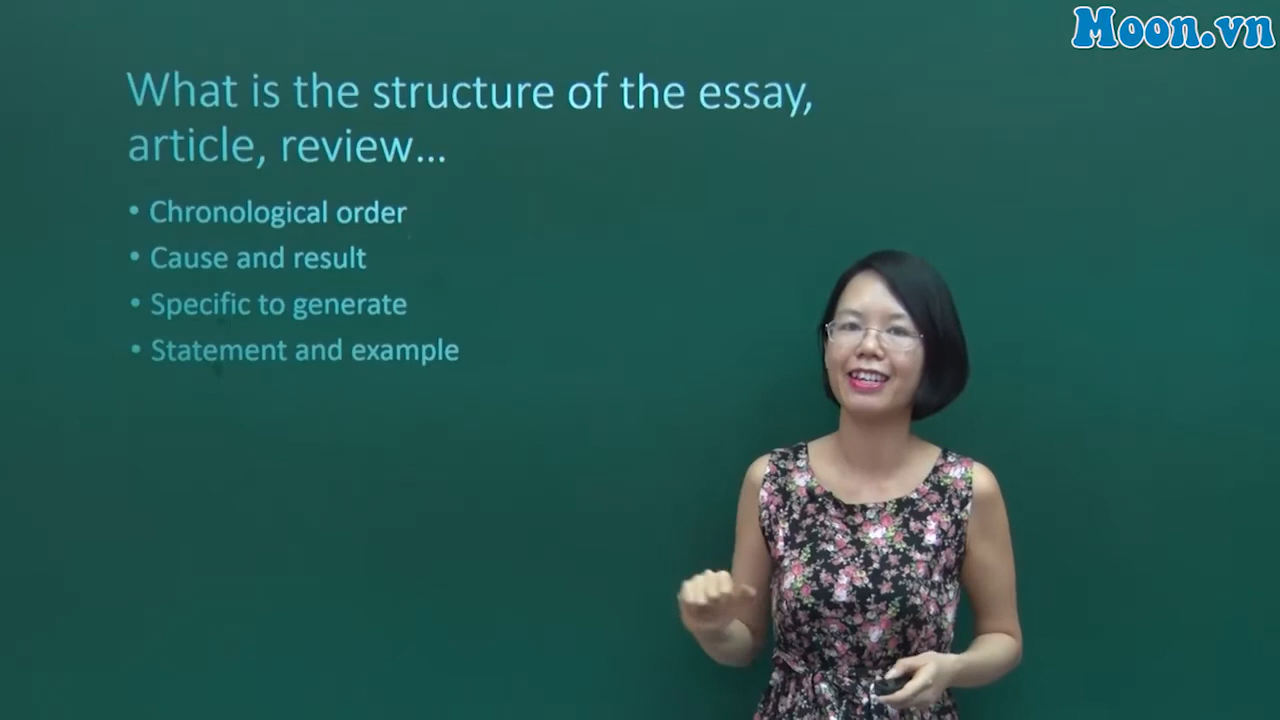 Moon.vn
What is the structure of the essay,
article, review...
• Chronological order
• Cause and result
• Specific to generate
• Statement and example